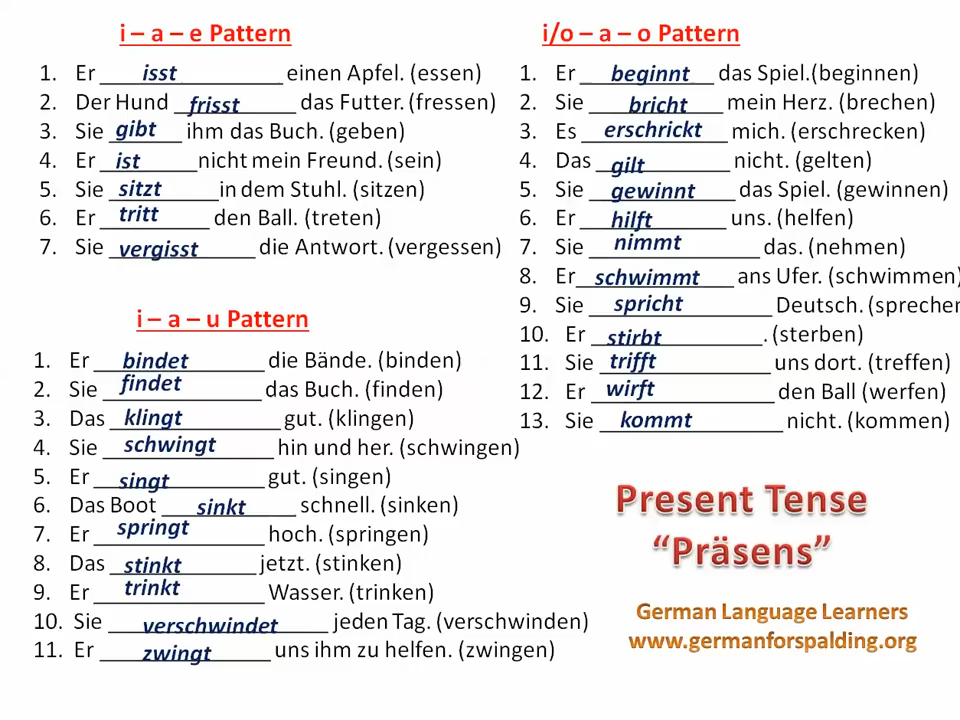 i – a – e Pattern
1. Er isst einen Apfel. (essen)
2. Der Hund frisst das Futter. (fressen)
3. Sie gibt ihm das Buch. (geben)
4. Er ist nicht mein Freund. (sein)
5. Sie sitzt in dem Stuhl. (sitzen)
6. Er tritt den Ball. (treten)
7. Sie vergisst die Antwort. (vergessen)
i – a – u Pattern
1. Er bindet die Bände. (binden)
2. Sie findet das Buch. (finden)
3. Das klingt gut. (klingen)
4. Sie schwingt hin und her. (schwingen)
5. Er singt gut. (singen)
6. Das Boot sinkt schnell. (sinken)
7. Er springt hoch. (springen)
8. Das stinkt jetzt. (stinken)
9. Er trinkt Wasser. (trinken)
10. Sie verschwindet jeden Tag. (verschwinden)
11. Er zwingt uns ihm zu helfen. (zwingen)
i/o – a – o Pattern
1. Er beginnt das Spiel.(beginnen)
2. Sie bricht mein Herz. (brechen)
3. Es erschrickt mich. (erschrecken)
4. Das gilt nicht. (gelten)
5. Sie gewinnt das Spiel. (gewinnen)
6. Er hilft uns. (helfen)
7. Sie nimmt das. (nehmen)
8. Er schwimmt ans Ufer. (schwimmen)
9. Sie spricht Deutsch. (sprechen
10. Er stirbt . (sterben)
11. Sie trifft uns dort. (treffen)
12. Er wirft den Ball (werfen)
13. Sie kommt nicht. (kommen)
Present Tense
“Präsens”
German Language Learners
www.germanforspalding.org